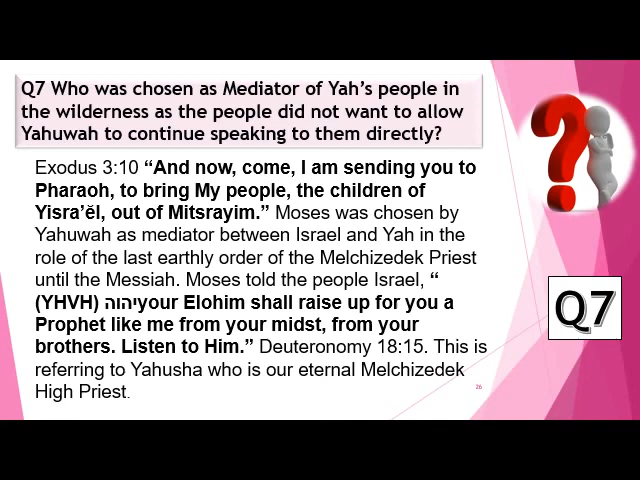 Q7 Who was chosen as Mediator of Yah’s people in
the wilderness as the people did not want to allow
Yahuwah to continue speaking to them directly?
Exodus 3:10 “And now, come, I am sending you to
Pharaoh, to bring My people, the children of
Yisra’ĕl, out of Mitsrayim.” Moses was chosen by
Yahuwah as mediator between Israel and Yah in the
role of the last earthly order of the Melchizedek Priest
until the Messiah. Moses told the people Israel, “
(YHVH) יהוהyour Elohim shall raise up for you a
Prophet like me from your midst, from your
brothers. Listen to Him.” Deuteronomy 18:15. This is
referring to Yahusha who is our eternal Melchizedek
High Priest.
Q7
26